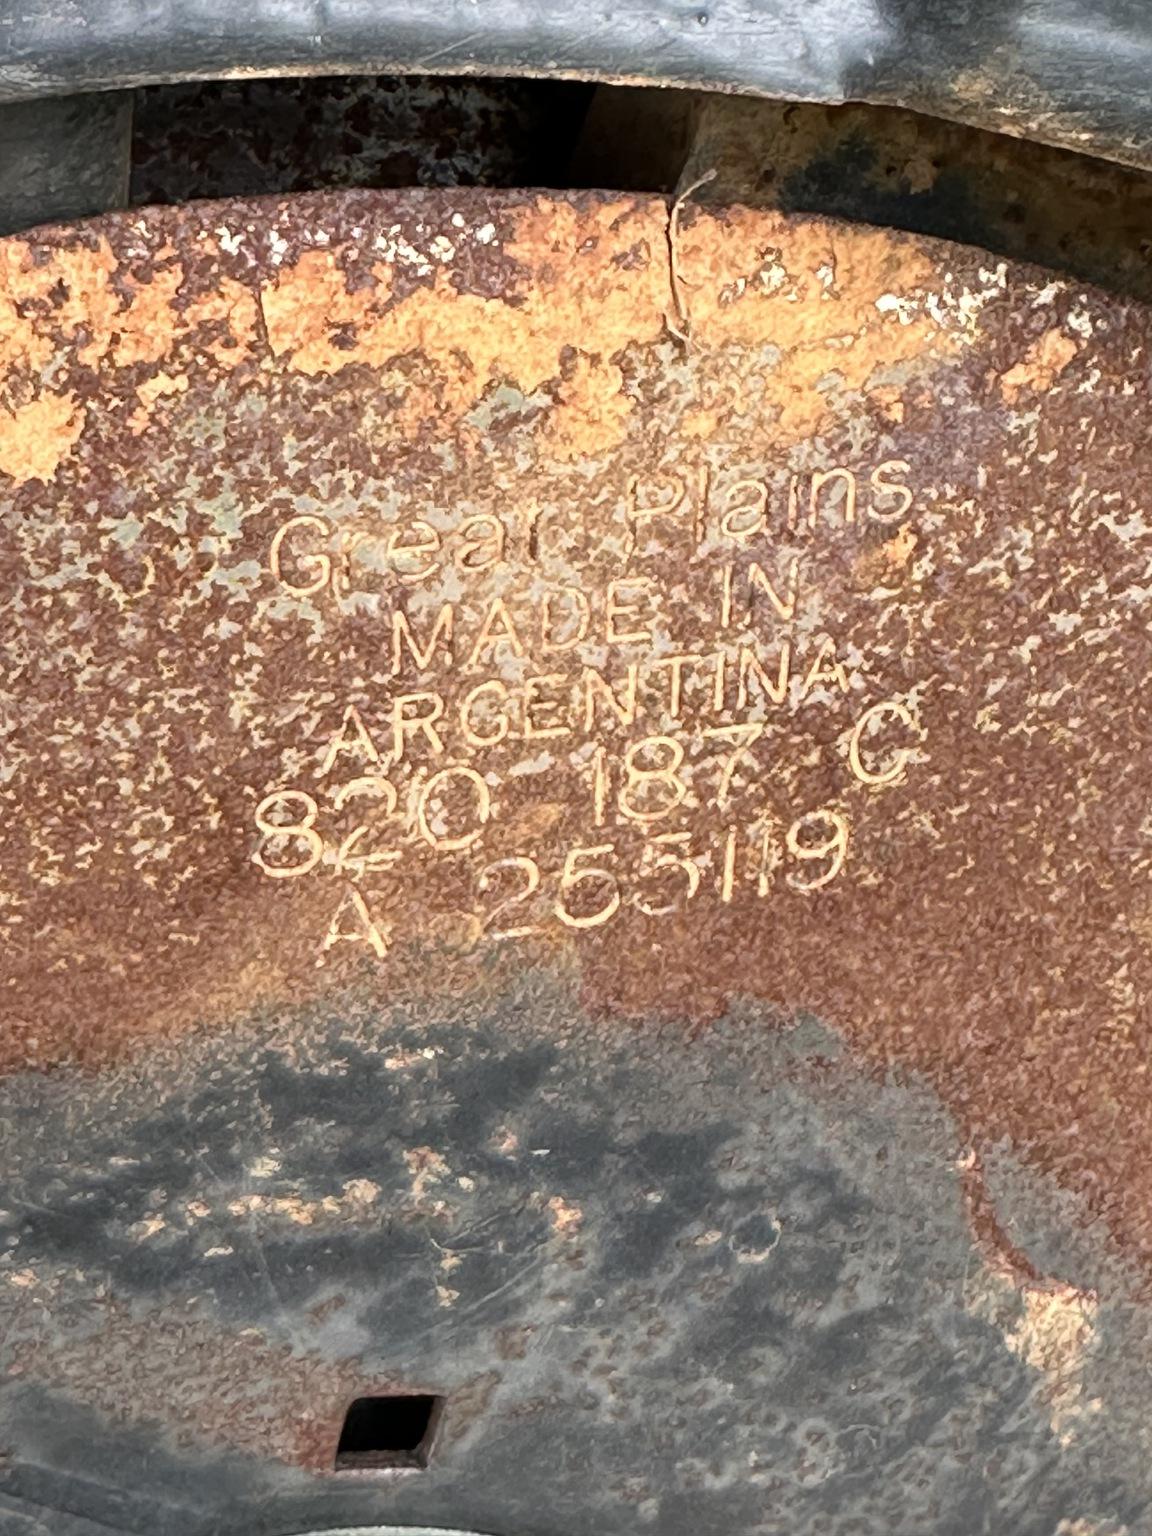 Great Plains
MADE IN
ARGENTINA
820 187 C
A 255119